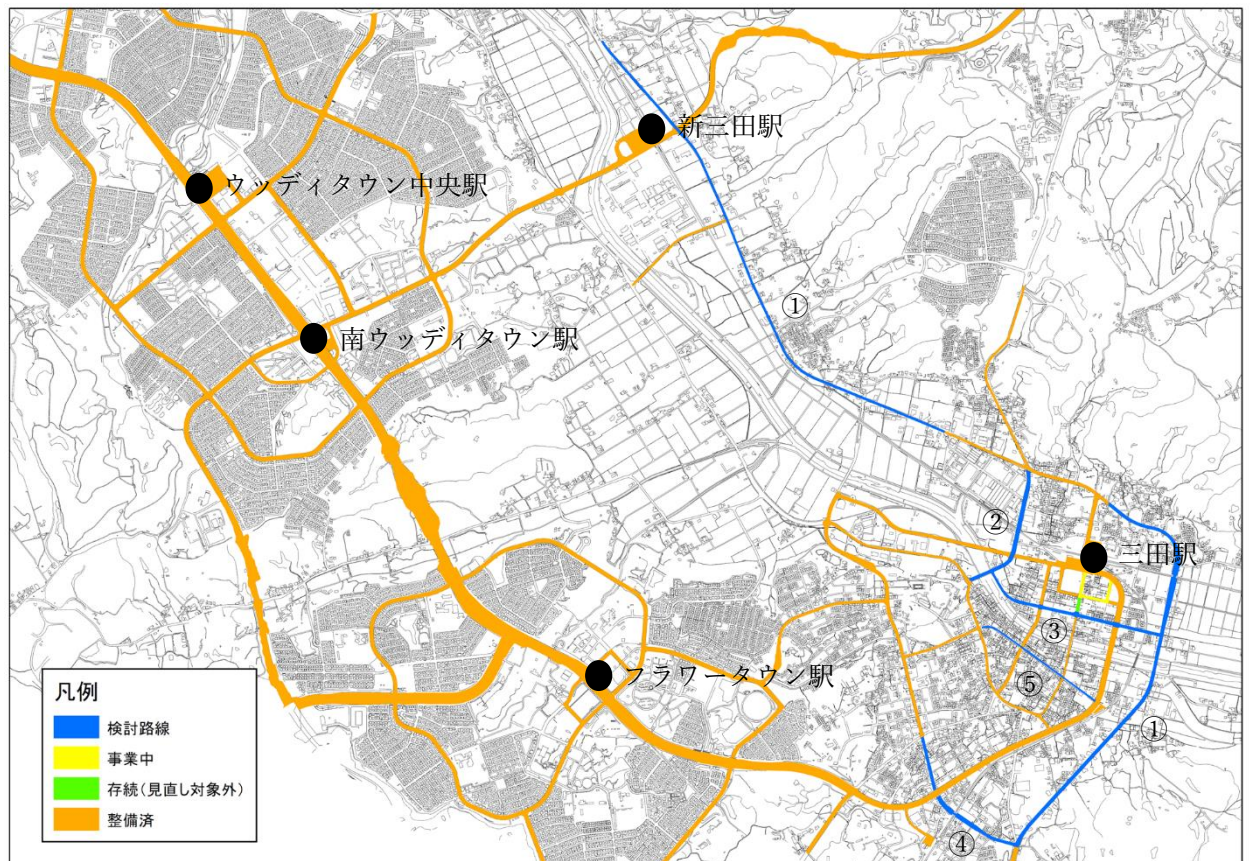 新三田駅
ウッディタウン中央駅
①
南ウッディタウン駅
②
三田駅
③
フラワータウン駅
⑤
①
④
凡例
検討路線
事業中
存続(見直し対象外)
整備済